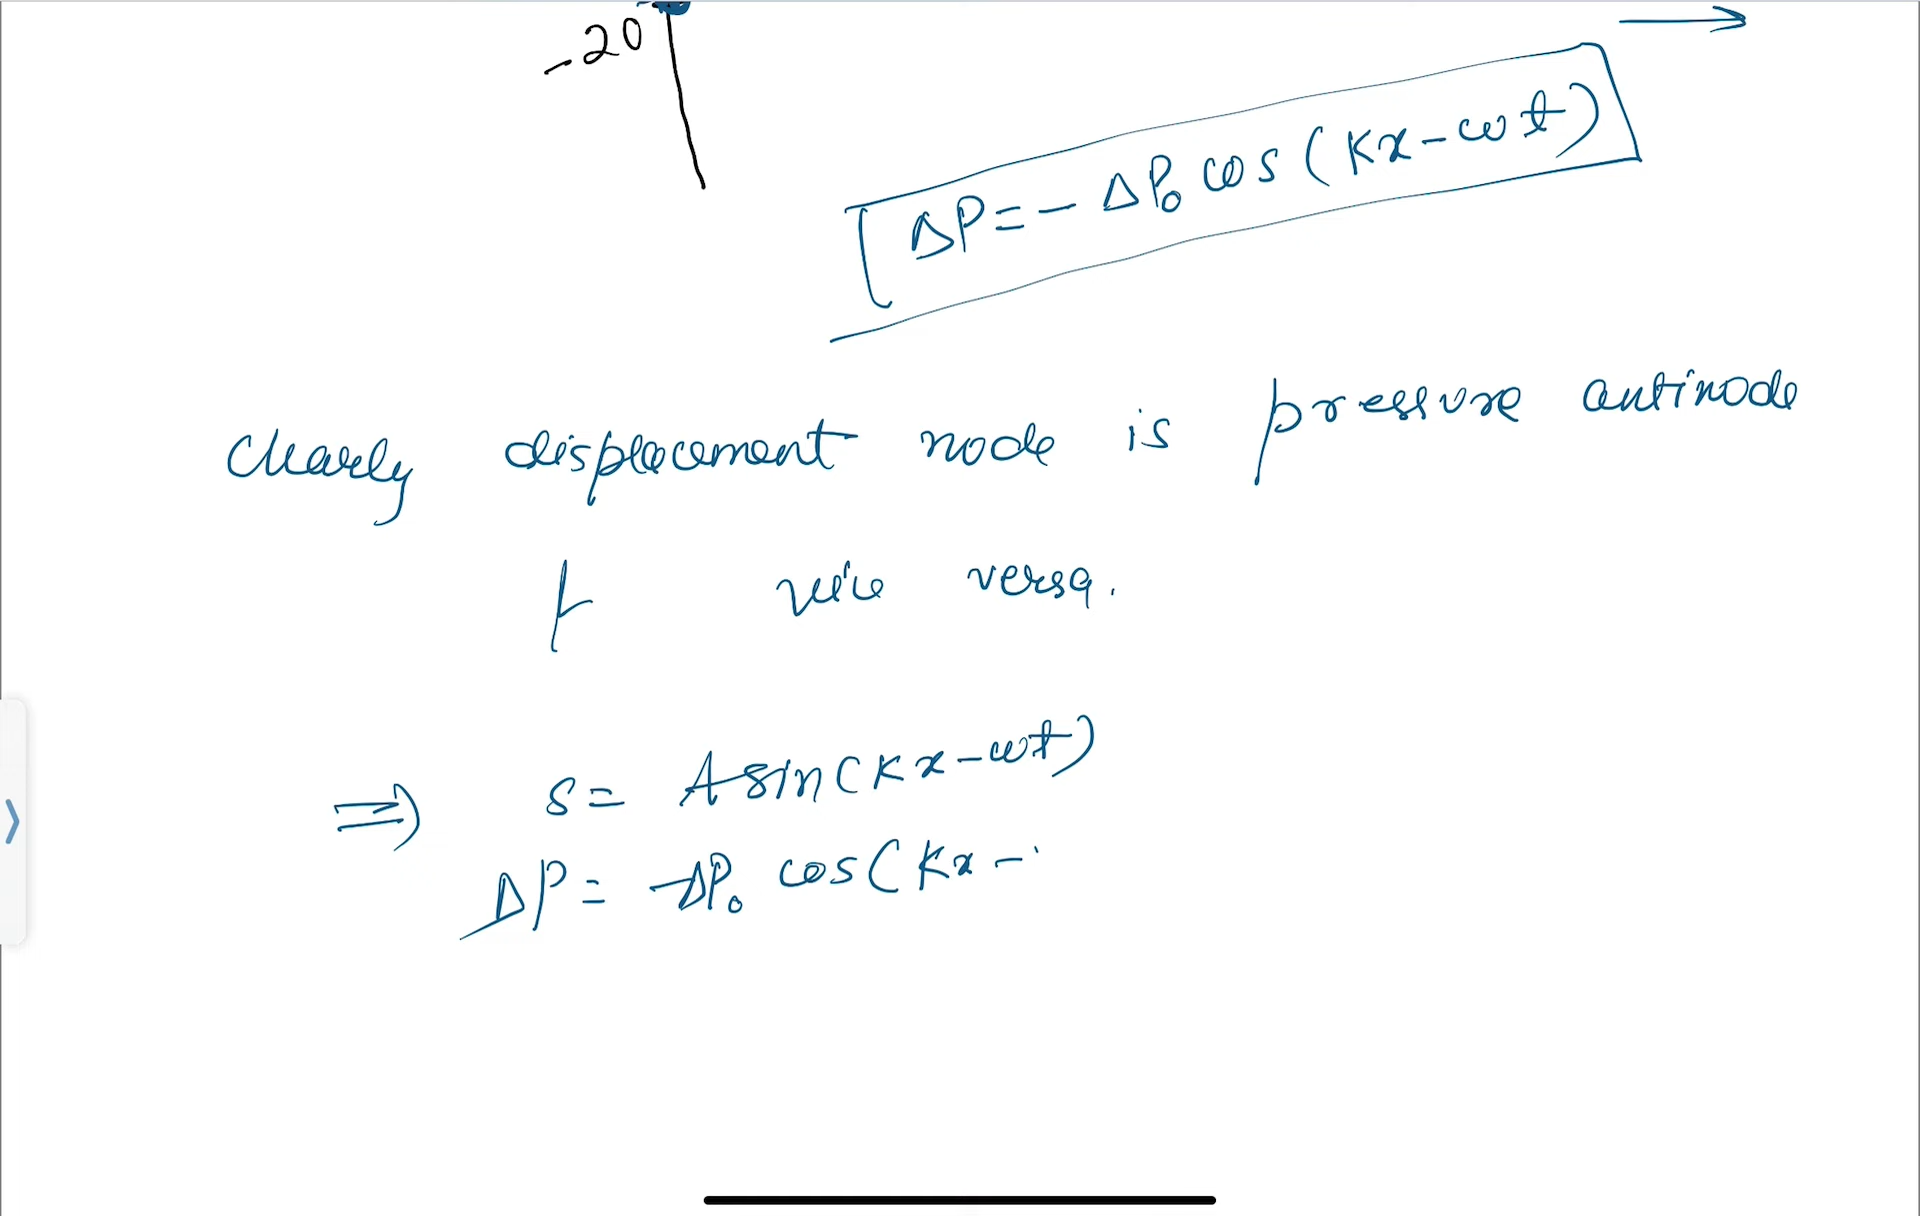 -20
ΔP = - ΔP₀ cos (Kx - ωt)
clearly displacement node is pressure antinode
& vice versa.
⇒ s = A sin (Kx - ωt)
ΔP = -ΔP₀ cos (Kx -